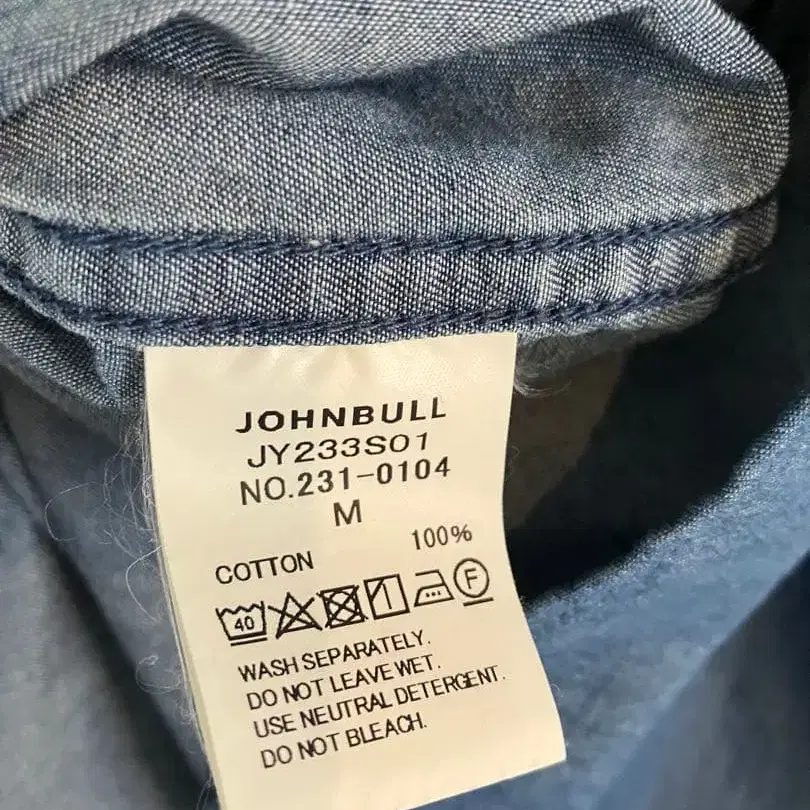 JOHNBULL
JY233S01
NO.231-0104
M
COTTON 100%
40 F
WASH SEPARATELY.
DO NOT LEAVE WET.
USE NEUTRAL DETERGENT.
DO NOT BLEACH.